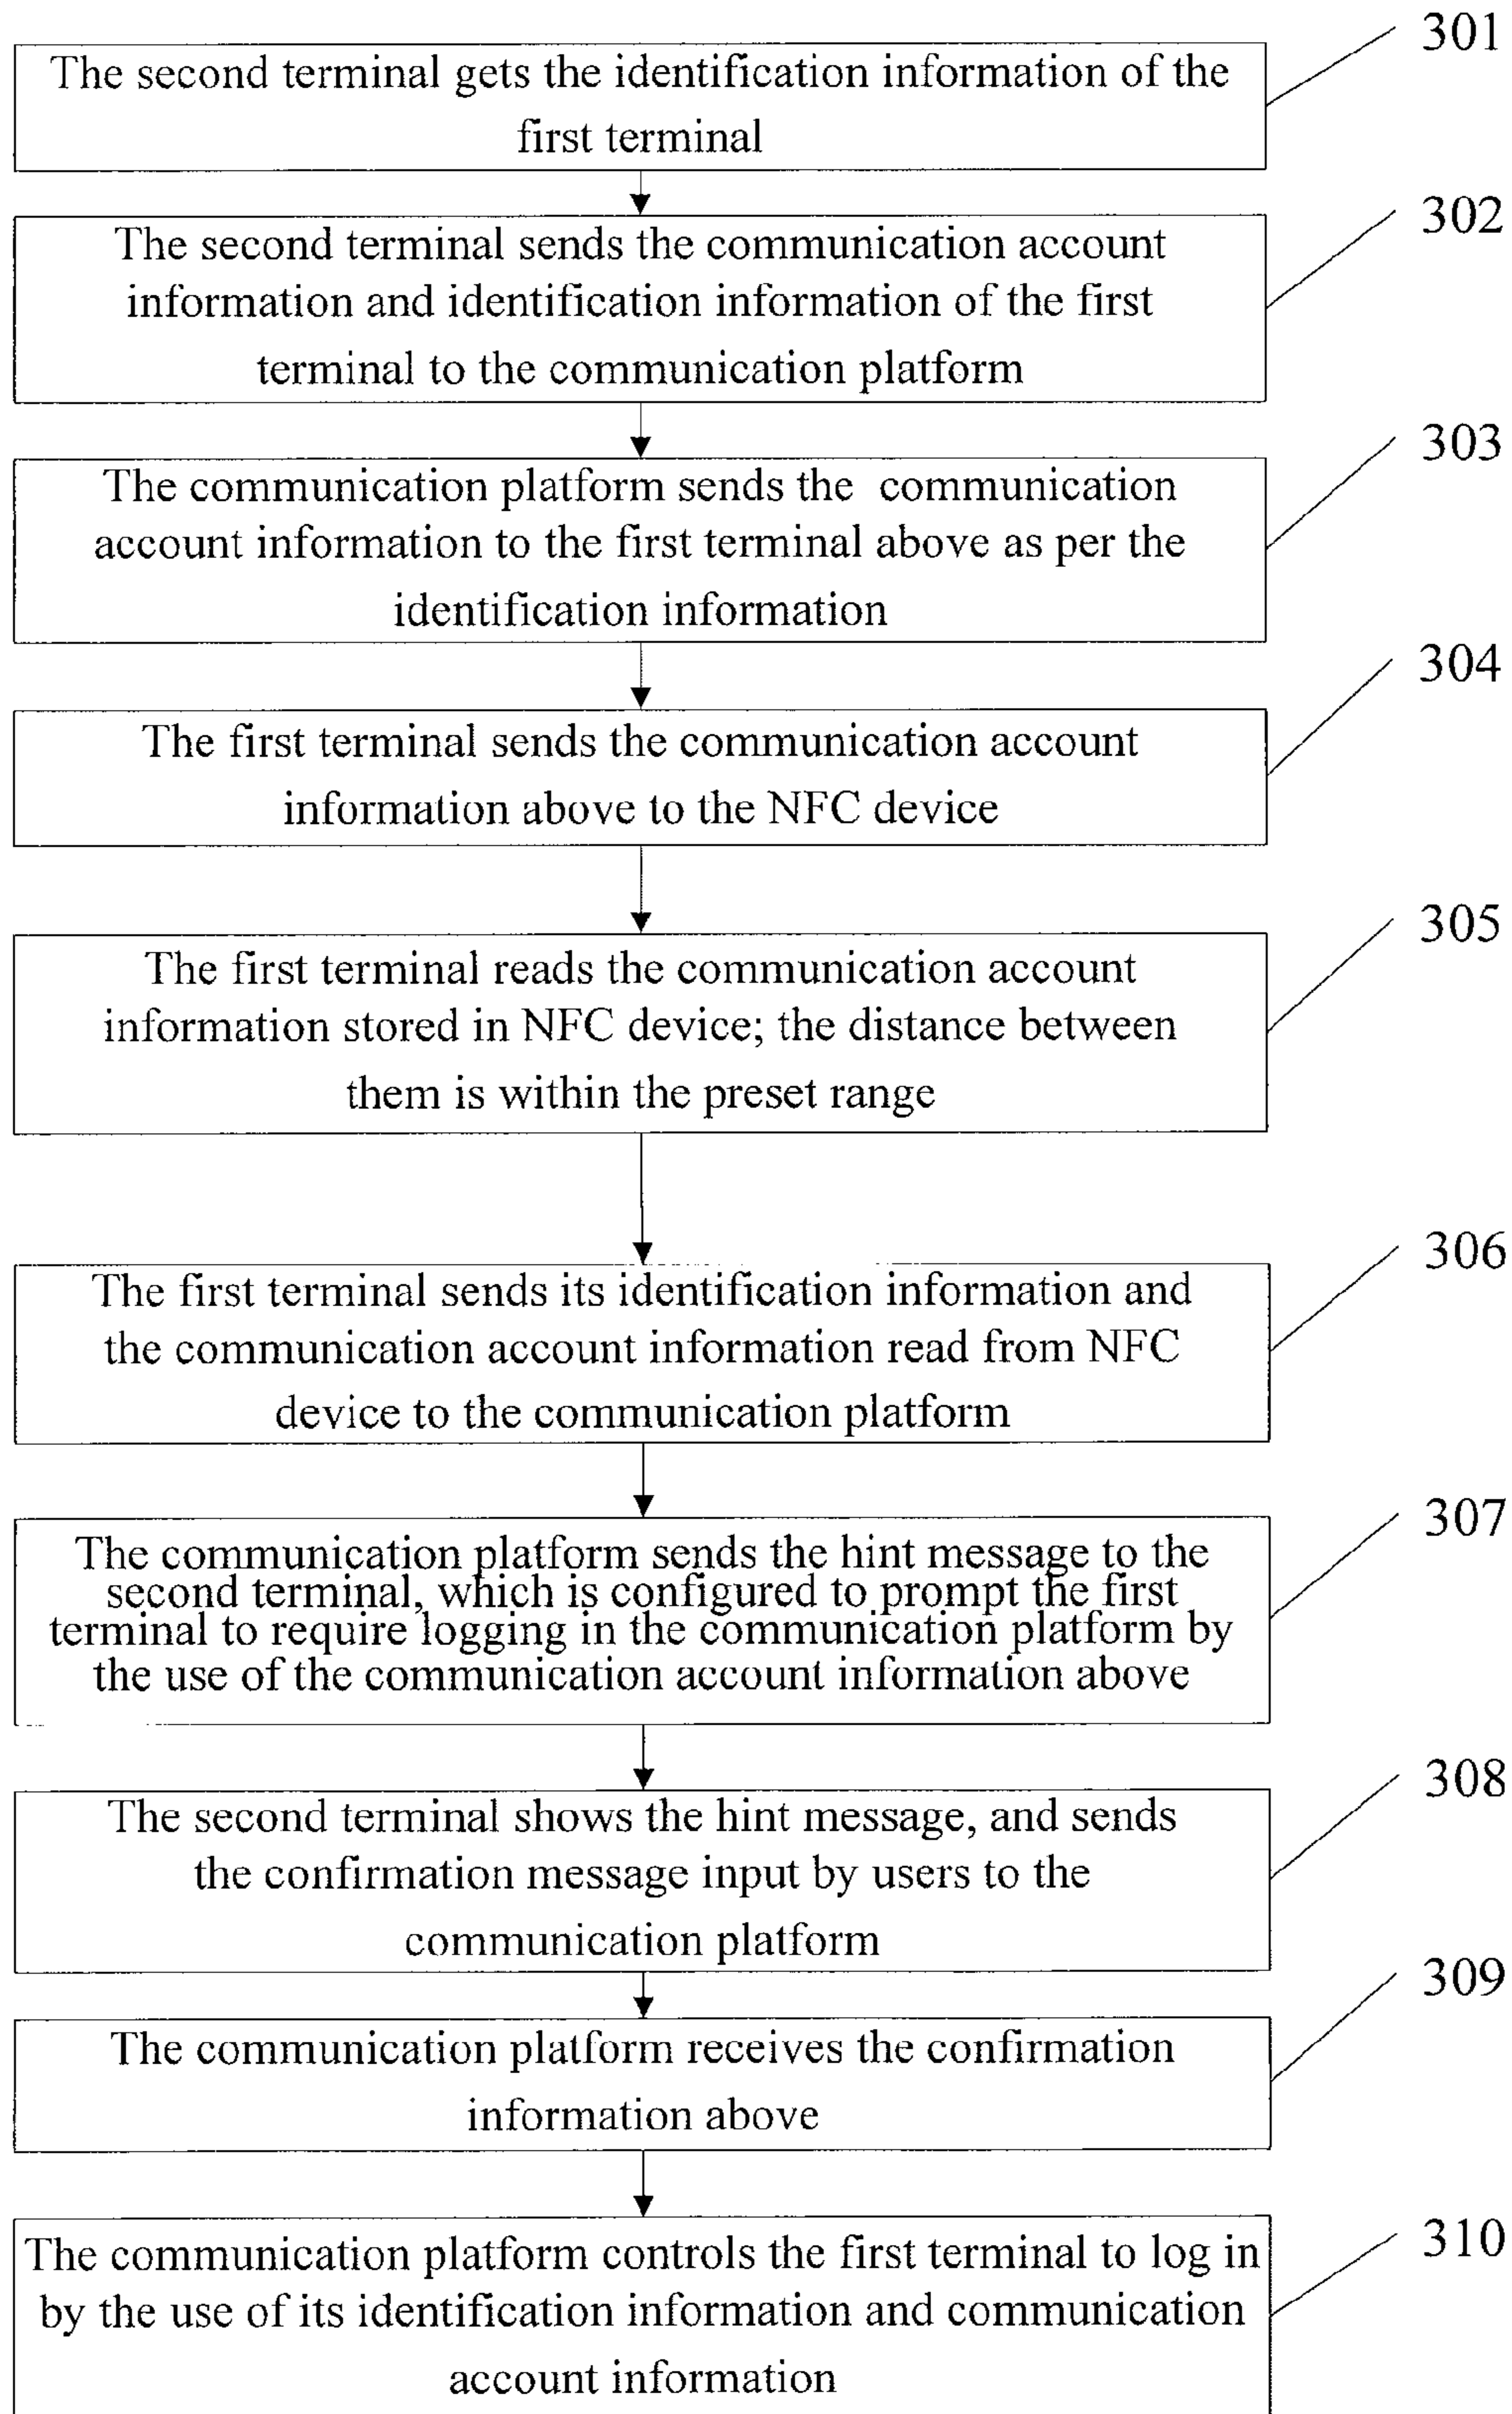 301
The second terminal gets the identification information of the
first terminal
302
The second terminal sends the communication account
information and identification information of the first
terminal to the communication platform
303
The communication platform sends the communication
account information to the first terminal above as per the
identification information
304
The first terminal sends the communication account
information above to the NFC device
305
The first terminal reads the communication account
information stored in NFC device; the distance between
them is within the preset range
306
The first terminal sends its identification information and
the communication account information read from NFC
device to the communication platform
307
The communication platform sends the hint message to the
second terminal, which is configured to prompt the first
terminal to require logging in the communication platform by
the use of the communication account information above
308
The second terminal shows the hint message, and sends
the confirmation message input by users to the
communication platform
309
The communication platform receives the confirmation
information above
310
The communication platform controls the first terminal to log in
by the use of its identification information and communication
account information